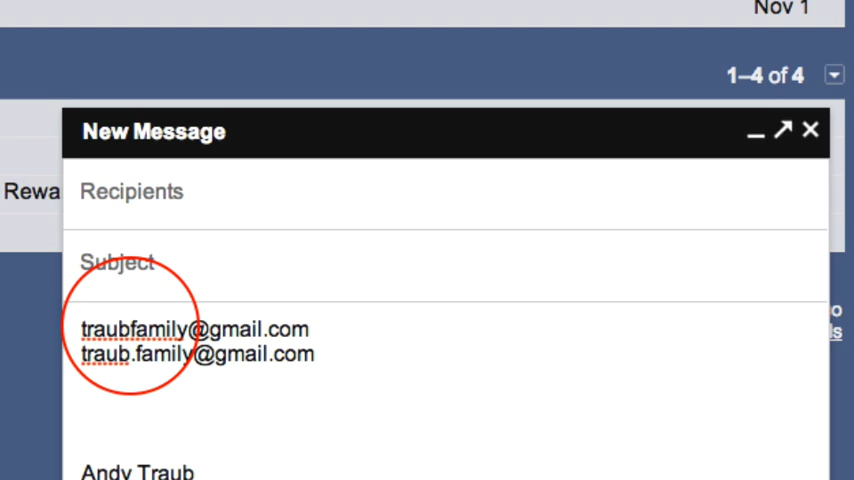 Nov 1
1–4 of 4
New Message
Rewa
Recipients
Subject
traubfamily@gmail.com
traub.family@gmail.com
Andy Traub